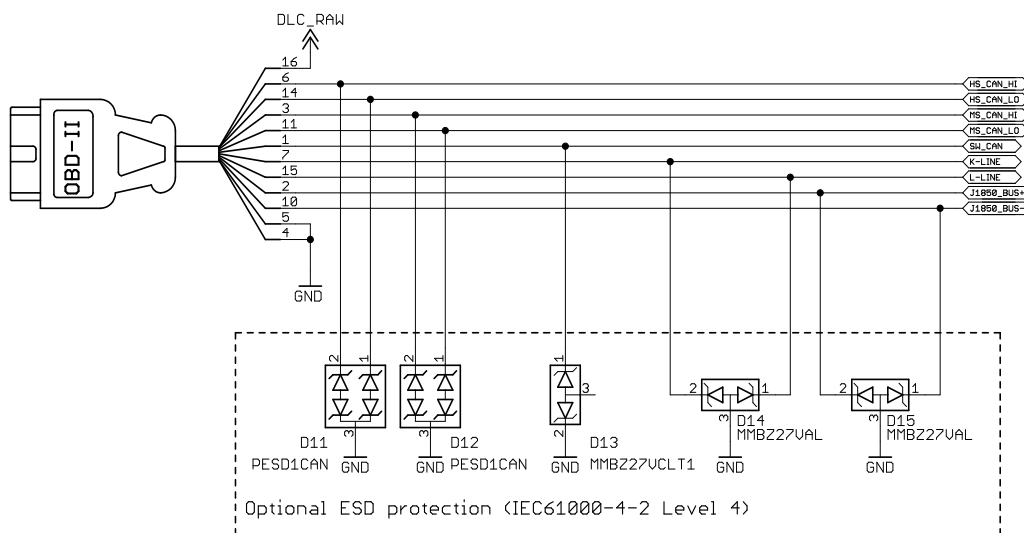 DLC_RAW
OBD-II
16
6
14
3
11
1
7
15
2
10
5
4
HS_CAN_HI
HS_CAN_LO
MS_CAN_HI
MS_CAN_LO
SW_CAN
K-LINE
L-LINE
J1850_BUS+
J1850_BUS-
GND
2
1
3
D11
PESD1CAN
GND
2
1
3
D12
PESD1CAN
GND
1
3
2
D13
MMBZ27VCLT1
GND
2
1
3
D14
MMBZ27VAL
GND
2
1
3
D15
MMBZ27VAL
GND
Optional ESD protection (IEC61000-4-2 Level 4)